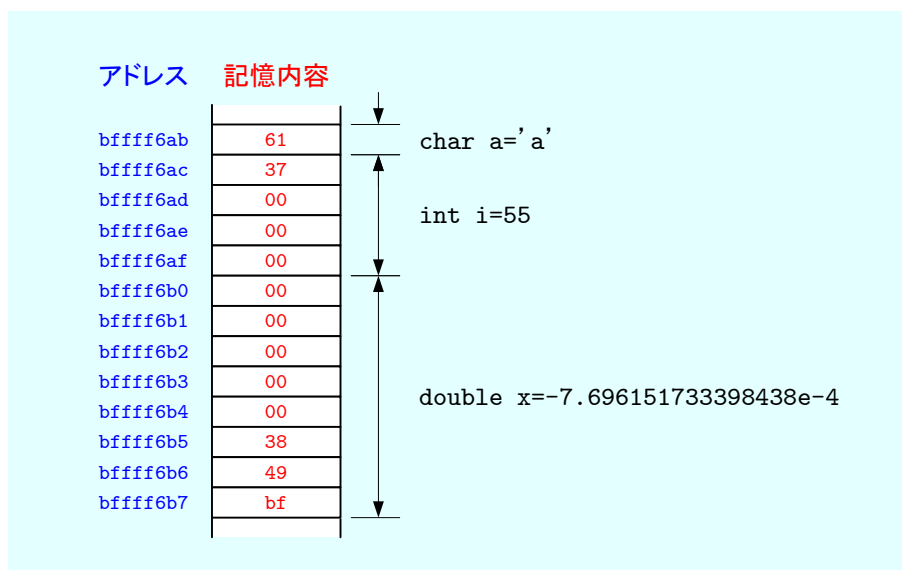 アドレス 記憶内容
bffff6ab 61 char a='a'
bffff6ac 37
bffff6ad 00 int i=55
bffff6ae 00
bffff6af 00
bffff6b0 00
bffff6b1 00
bffff6b2 00
bffff6b3 00 double x=-7.696151733398438e-4
bffff6b4 00
bffff6b5 38
bffff6b6 49
bffff6b7 bf